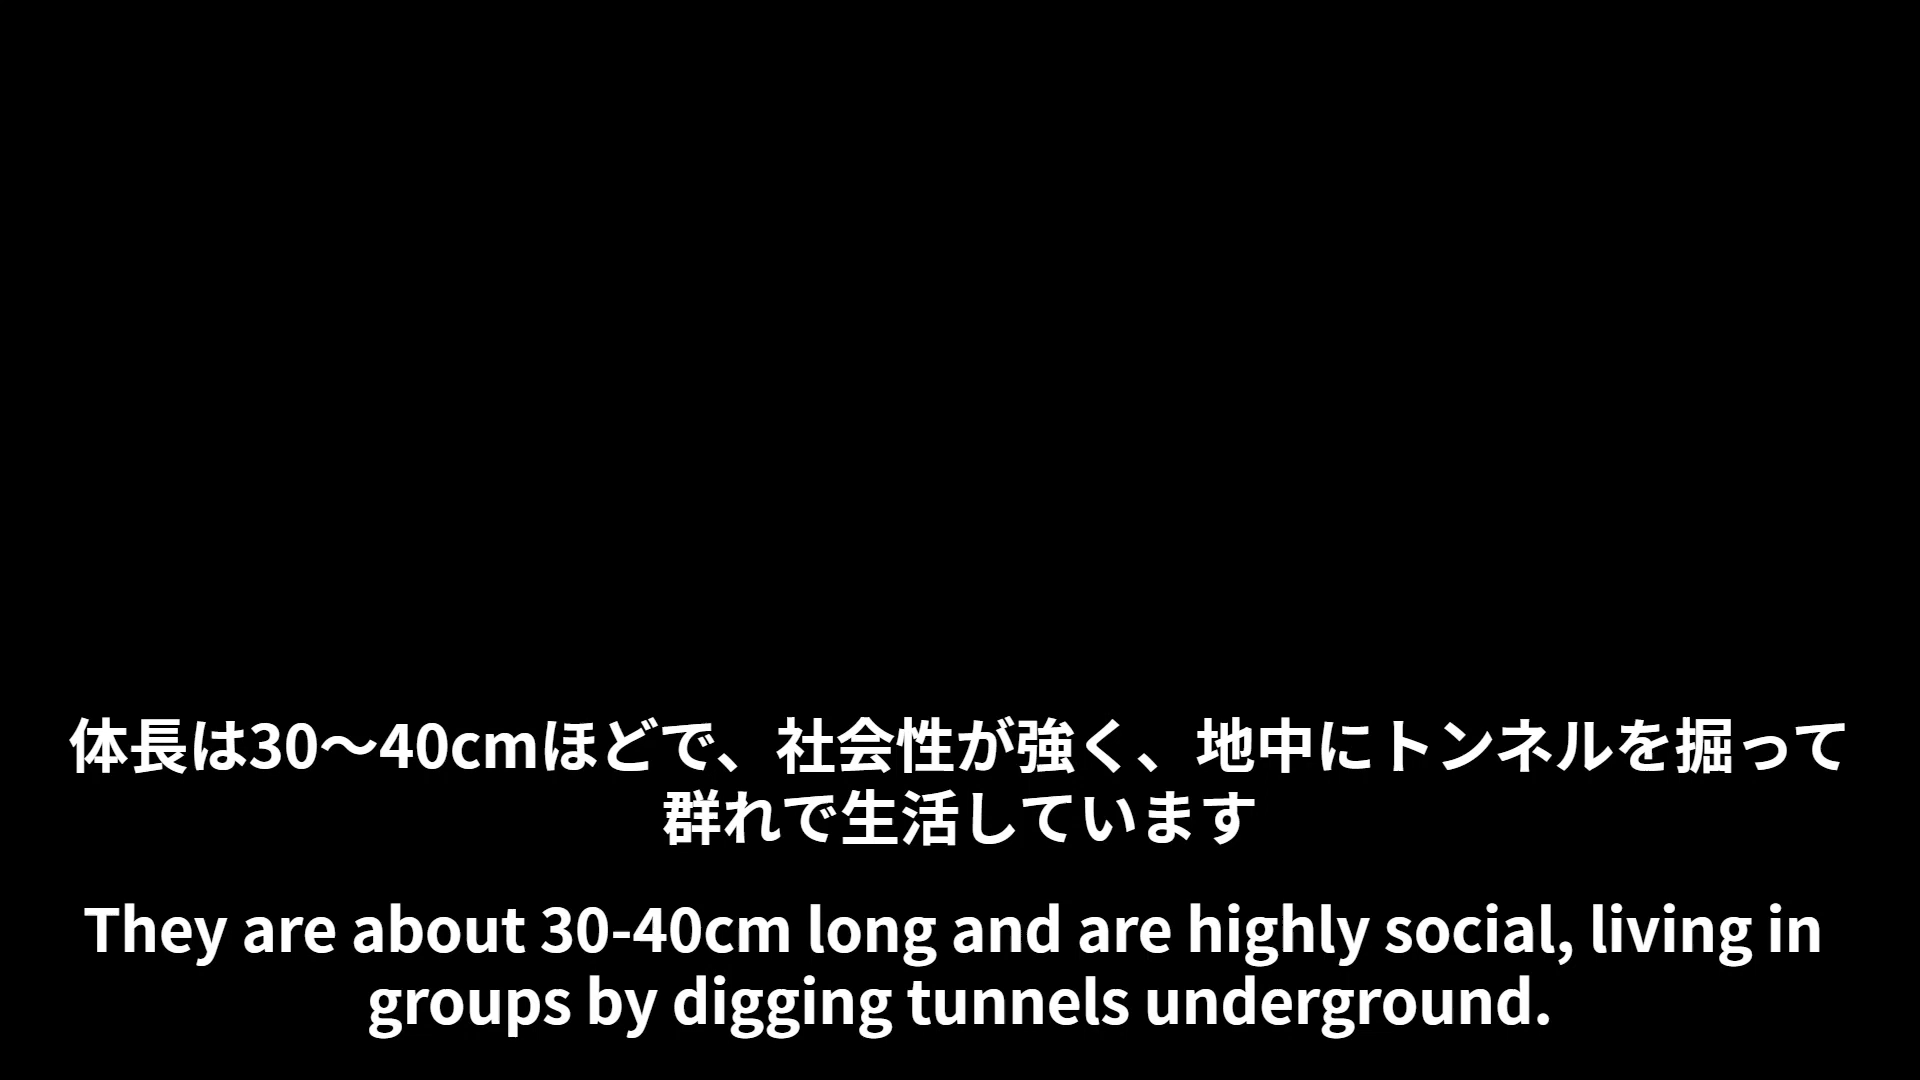 体長は30〜40cmほどで、社会性が強く、地中にトンネルを掘って
群れで生活しています
They are about 30-40cm long and are highly social, living in
groups by digging tunnels underground.